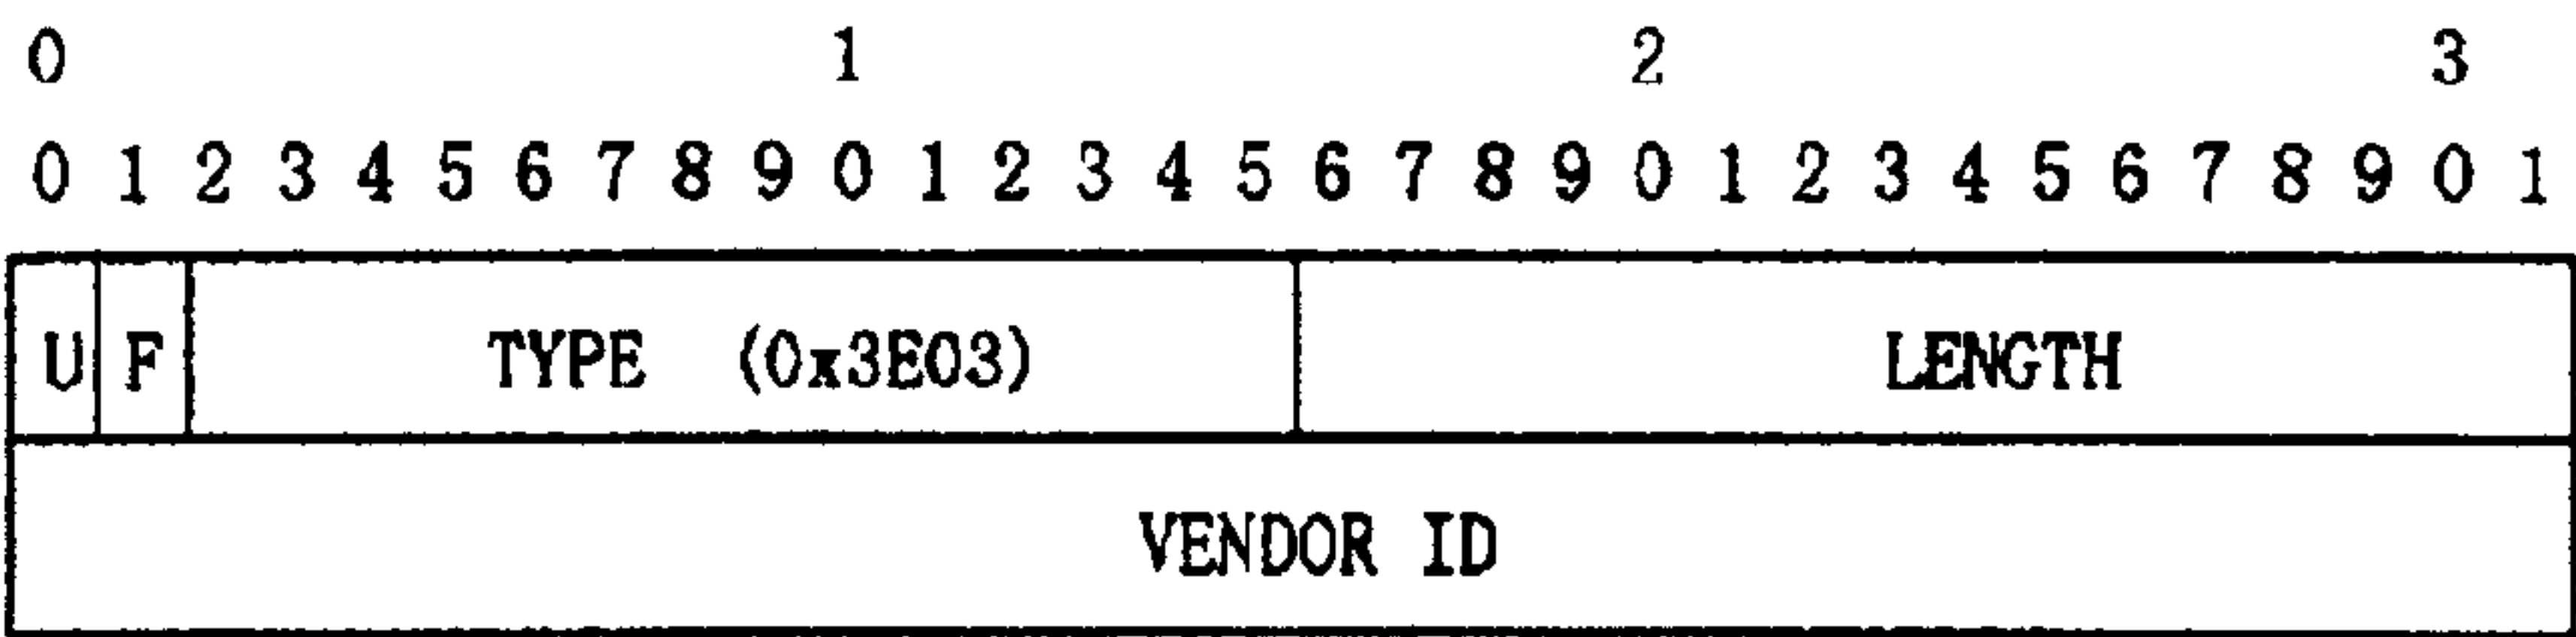 0 1 2 3
0 1 2 3 4 5 6 7 8 9 0 1 2 3 4 5 6 7 8 9 0 1 2 3 4 5 6 7 8 9 0 1
U F TYPE (0x3E03) LENGTH
VENDOR ID